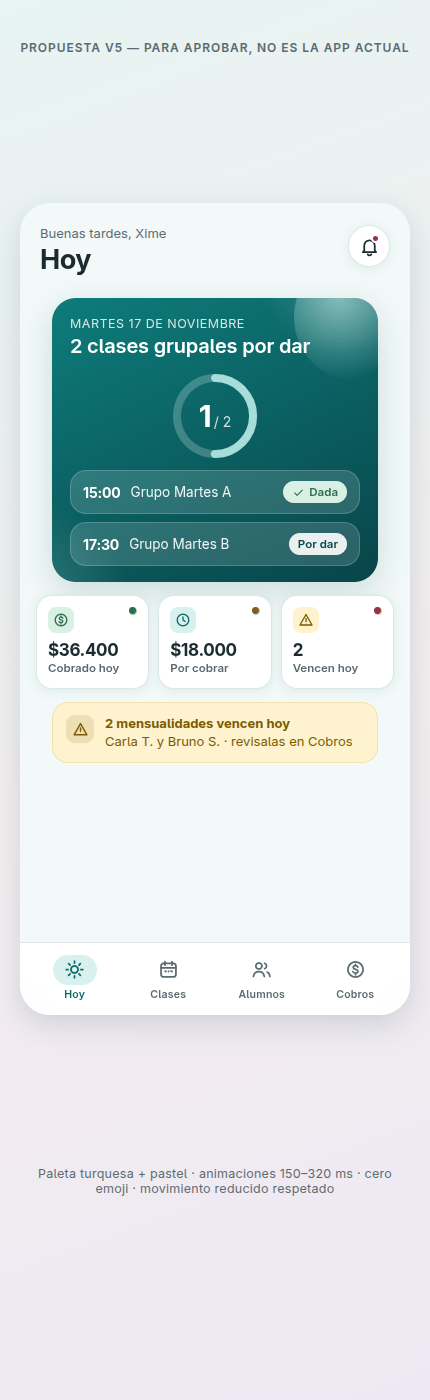 PROPUESTA V5 — PARA APROBAR, NO ES LA APP ACTUAL
Buenas tardes, Xime
Hoy
MARTES 17 DE NOVIEMBRE
2 clases grupales por dar
1 / 2
15:00 Grupo Martes A Dada
17:30 Grupo Martes B Por dar
$36.400 $18.000 2
Cobrado hoy Por cobrar Vencen hoy
2 mensualidades vencen hoy
Carla T. y Bruno S. · revisalas en Cobros
Hoy Clases Alumnos Cobros
Paleta turquesa + pastel · animaciones 150–320 ms · cero
emoji · movimiento reducido respetado